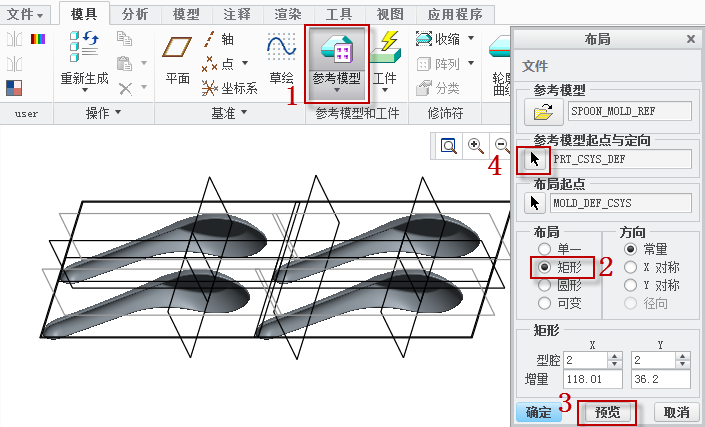 文件 模具 分析 模型 注释 渲染 工具 视图 应用程序
重新生成
平面
轴
点
坐标系
草绘
参考模型
工件
收缩
阵列
分类
轮廓
曲线
1
user 操作 基准 参考模型和工件 修饰符
布局
文件
参考模型
SPOON_MOLD_REF
参考模型起点与定向
4
PRT_CSYS_DEF
布局起点
MOLD_DEF_CSYS
布局 方向
单一 常量
矩形 2 X 对称
圆形 Y 对称
可变 径向
矩形
X Y
型腔 2 2
增量 118.01 36.2
确定 3 预览 取消